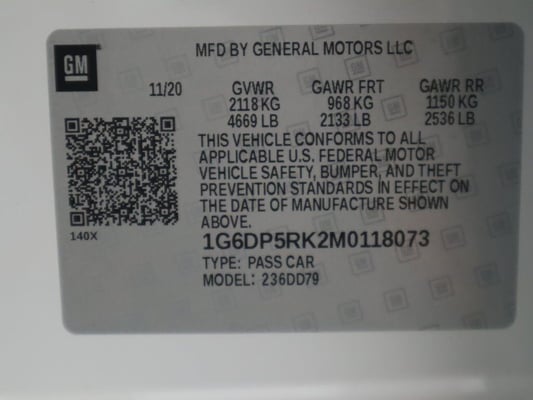 GM
MFD BY GENERAL MOTORS LLC
11/20 GVWR GAWR FRT GAWR RR
2118 KG 968 KG 1150 KG
4669 LB 2133 LB 2536 LB
THIS VEHICLE CONFORMS TO ALL
APPLICABLE U.S. FEDERAL MOTOR
VEHICLE SAFETY, BUMPER, AND THEFT
PREVENTION STANDARDS IN EFFECT ON
THE DATE OF MANUFACTURE SHOWN
ABOVE.
140X
1G6DP5RK2M0118073
TYPE: PASS CAR
MODEL: 236DD79